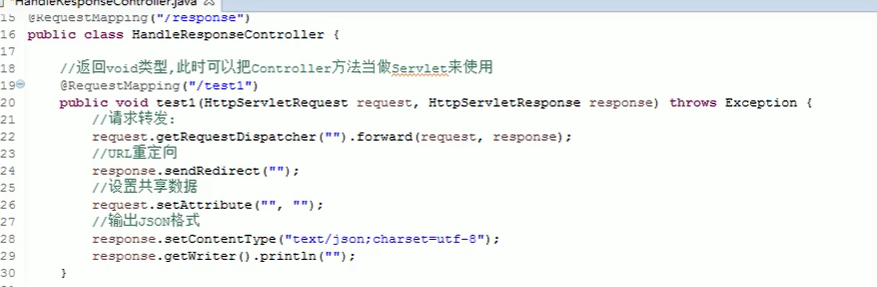 *HandleResponseController.java
15 @RequestMapping("/response")
16 public class HandleResponseController {
17
18 //返回void类型,此时可以把Controller方法当做Servlet来使用
19 @RequestMapping("/test1")
20 public void test1(HttpServletRequest request, HttpServletResponse response) throws Exception {
21 //请求转发:
22 request.getRequestDispatcher("").forward(request, response);
23 //URL重定向
24 response.sendRedirect("");
25 //设置共享数据
26 request.setAttribute("", "");
27 //输出JSON格式
28 response.setContentType("text/json;charset=utf-8");
29 response.getWriter().println("");
30 }